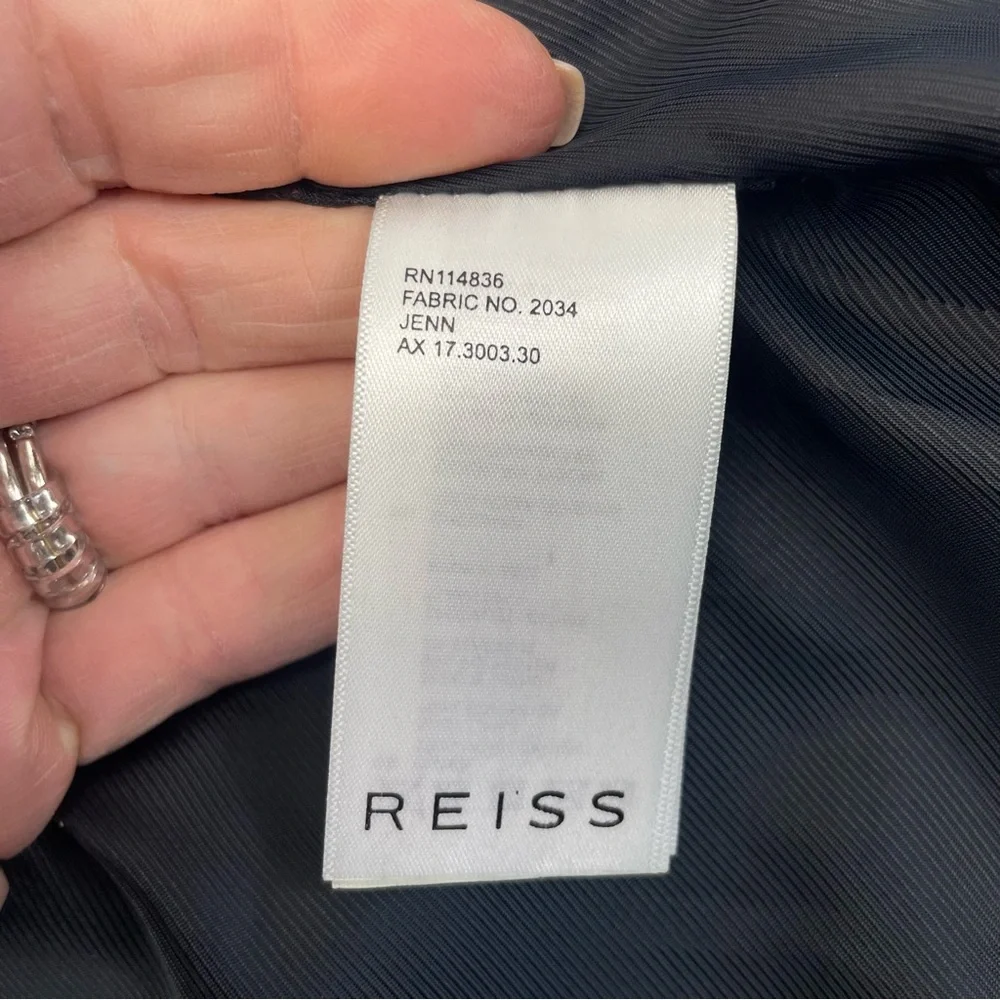 RN114836
FABRIC NO. 2034
JENN
AX 17.3003.30
REISS